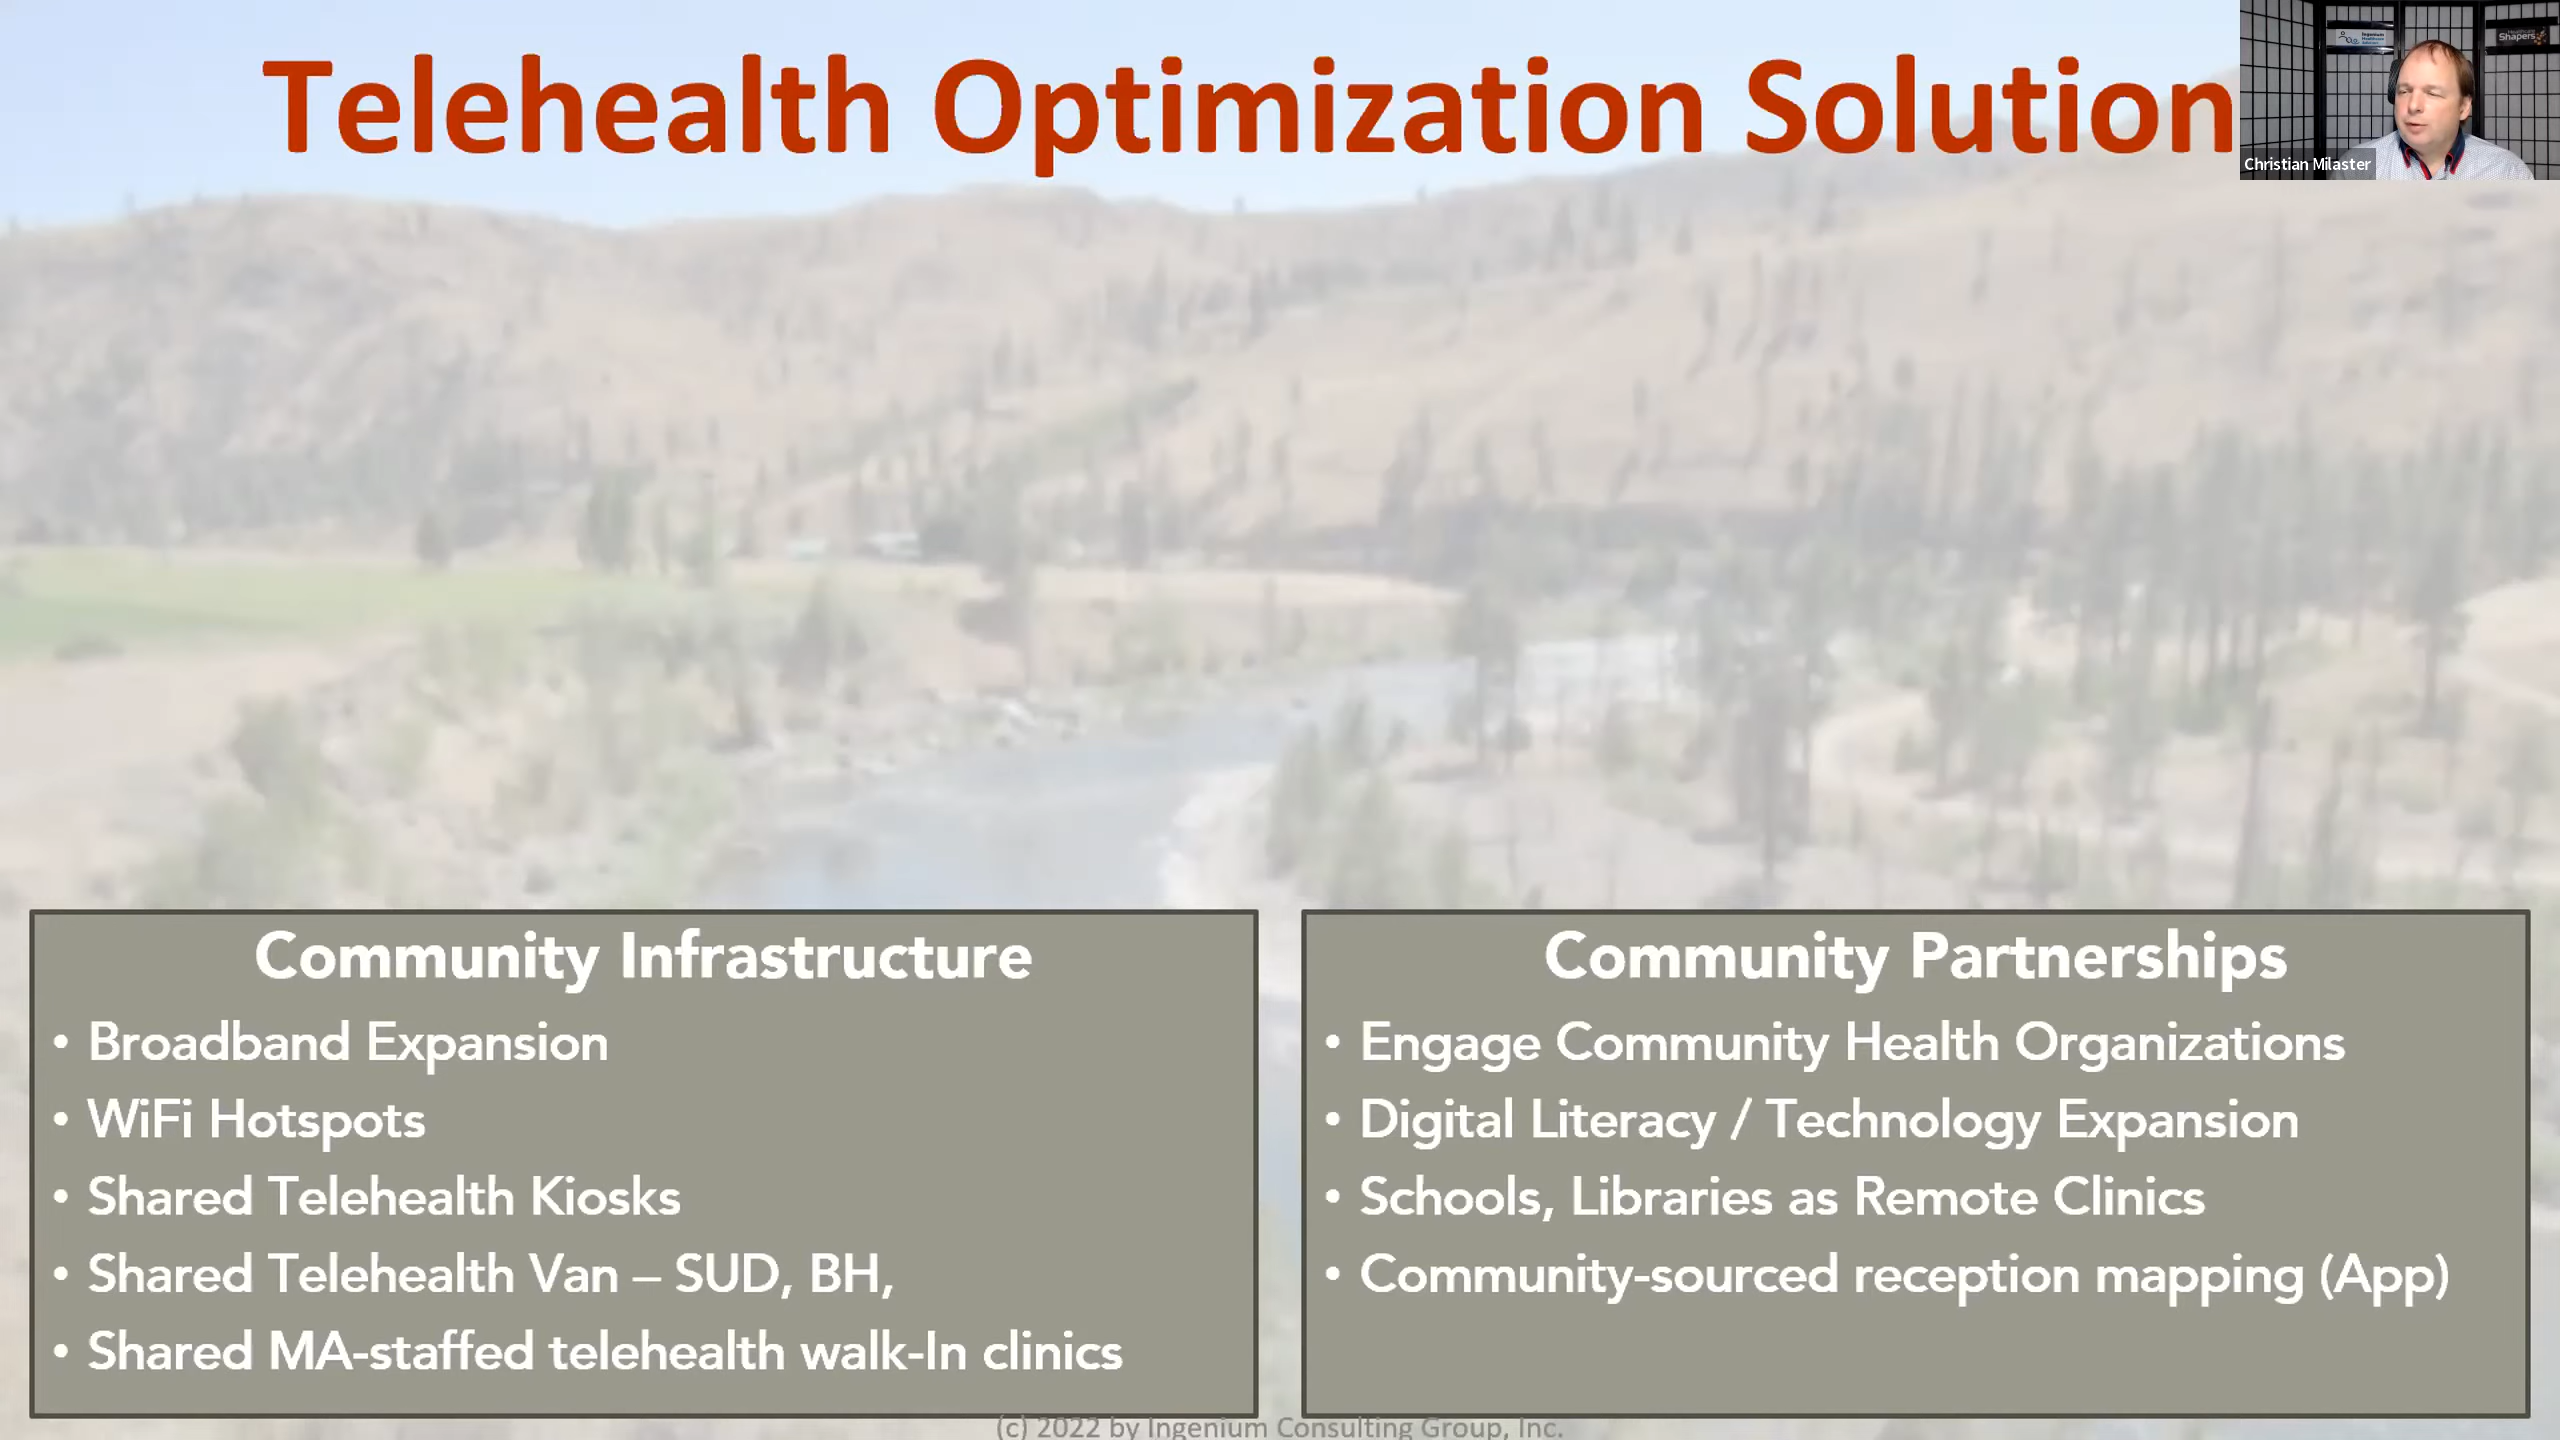 Telehealth Optimization Solution
Ingenium
Shapers
Christian Milaster
Community Infrastructure
• Broadband Expansion
• WiFi Hotspots
• Shared Telehealth Kiosks
• Shared Telehealth Van – SUD, BH,
• Shared MA-staffed telehealth walk-In clinics
Community Partnerships
• Engage Community Health Organizations
• Digital Literacy / Technology Expansion
• Schools, Libraries as Remote Clinics
• Community-sourced reception mapping (App)
(c) 2022 by Ingenium Consulting Group, Inc.